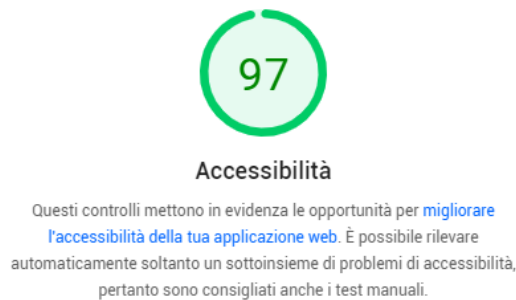 97
Accessibilità
Questi controlli mettono in evidenza le opportunità per migliorare
l'accessibilità della tua applicazione web. È possibile rilevare
automaticamente soltanto un sottoinsieme di problemi di accessibilità,
pertanto sono consigliati anche i test manuali.